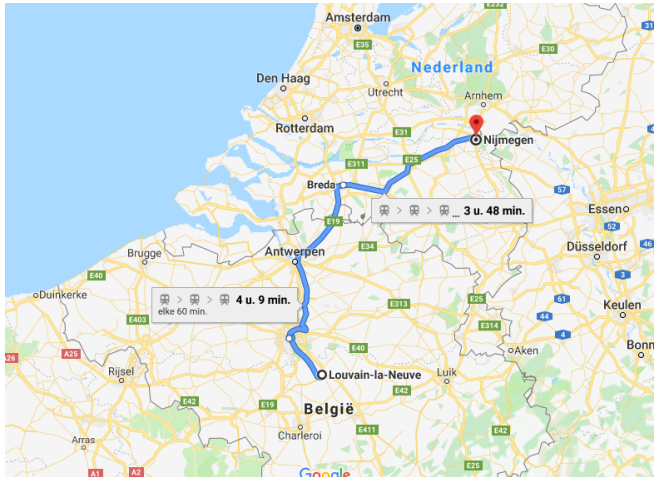 Amsterdam
E232
E35
E30
31
Nederland
Den Haag
Utrecht
Arnhem
Rotterdam
E31
Nijmegen
E25
E311
Breda
57
3 u. 48 min.
Essen
E19
52
Brugge
Antwerpen
E34
Düsseldorf
46
E40
3
Duinkerke
4 u. 9 min.
elke 60 min.
E313
E25
Keulen
E403
44
61
E314
4
Bonn
A26
A25
E40
Aken
Rijsel
Louvain-la-Neuve
Luik
E42
E19
E42
België
Arras
Charleroi
E411
E42
A1
A2
Google